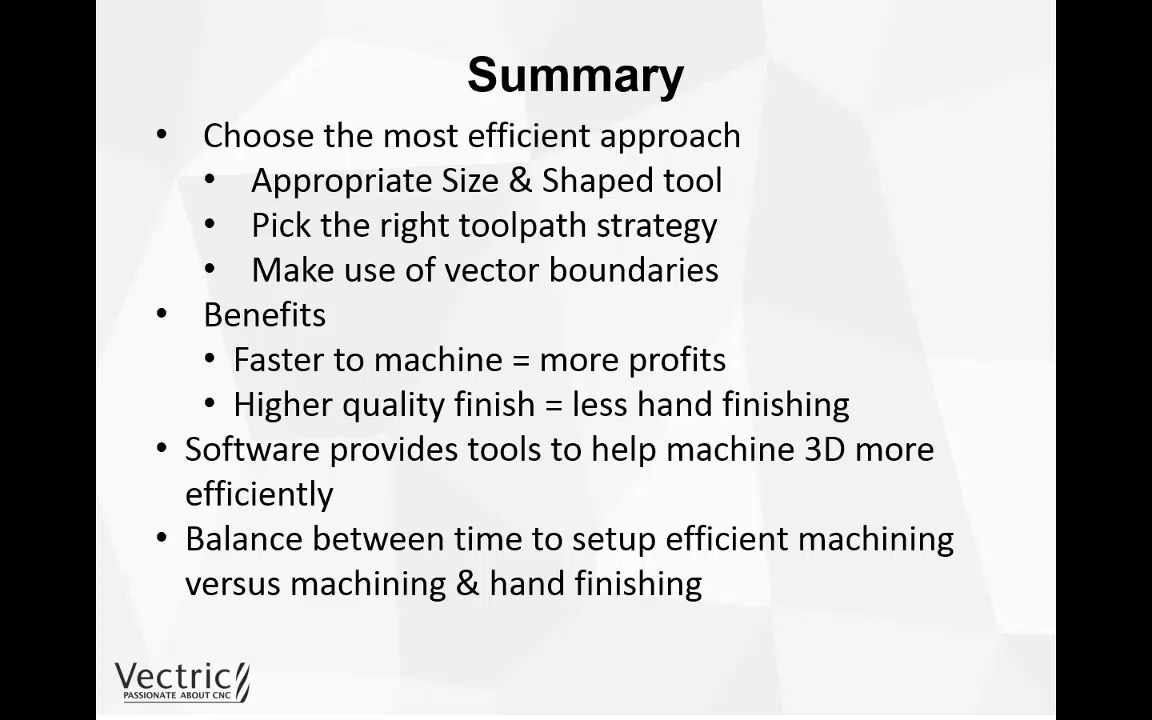 Summary
• Choose the most efficient approach
• Appropriate Size & Shaped tool
• Pick the right toolpath strategy
• Make use of vector boundaries
• Benefits
• Faster to machine = more profits
• Higher quality finish = less hand finishing
• Software provides tools to help machine 3D more
efficiently
• Balance between time to setup efficient machining
versus machining & hand finishing
Vectric
PASSIONATE ABOUT CNC